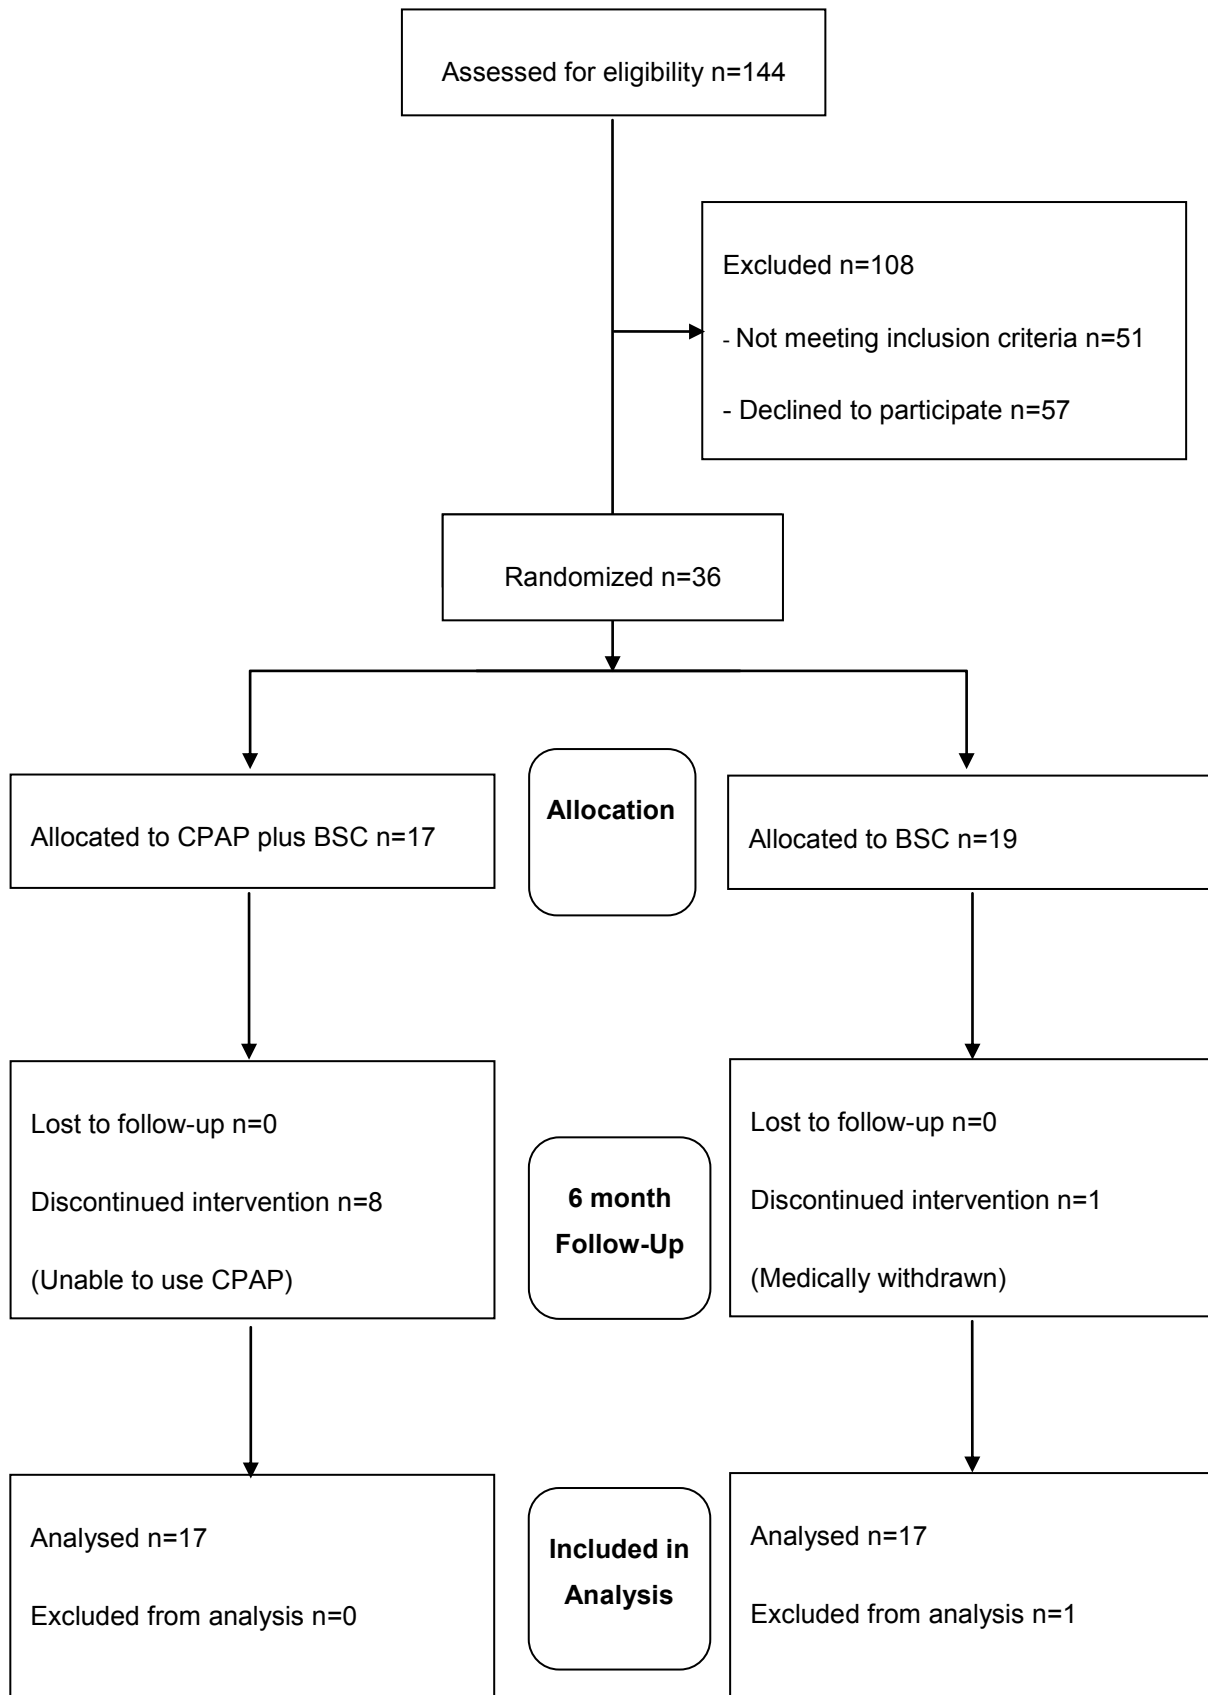 Assessed for eligibility n=144
Excluded n=108
- Not meeting inclusion criteria n=51
- Declined to participate n=57
Randomized n=36
Allocation
Allocated to CPAP plus BSC n=17
Allocated to BSC n=19
Lost to follow-up n=0
Discontinued intervention n=8
(Unable to use CPAP)
6 month
Follow-Up
Lost to follow-up n=0
Discontinued intervention n=1
(Medically withdrawn)
Analysed n=17
Excluded from analysis n=0
Included in
Analysis
Analysed n=17
Excluded from analysis n=1